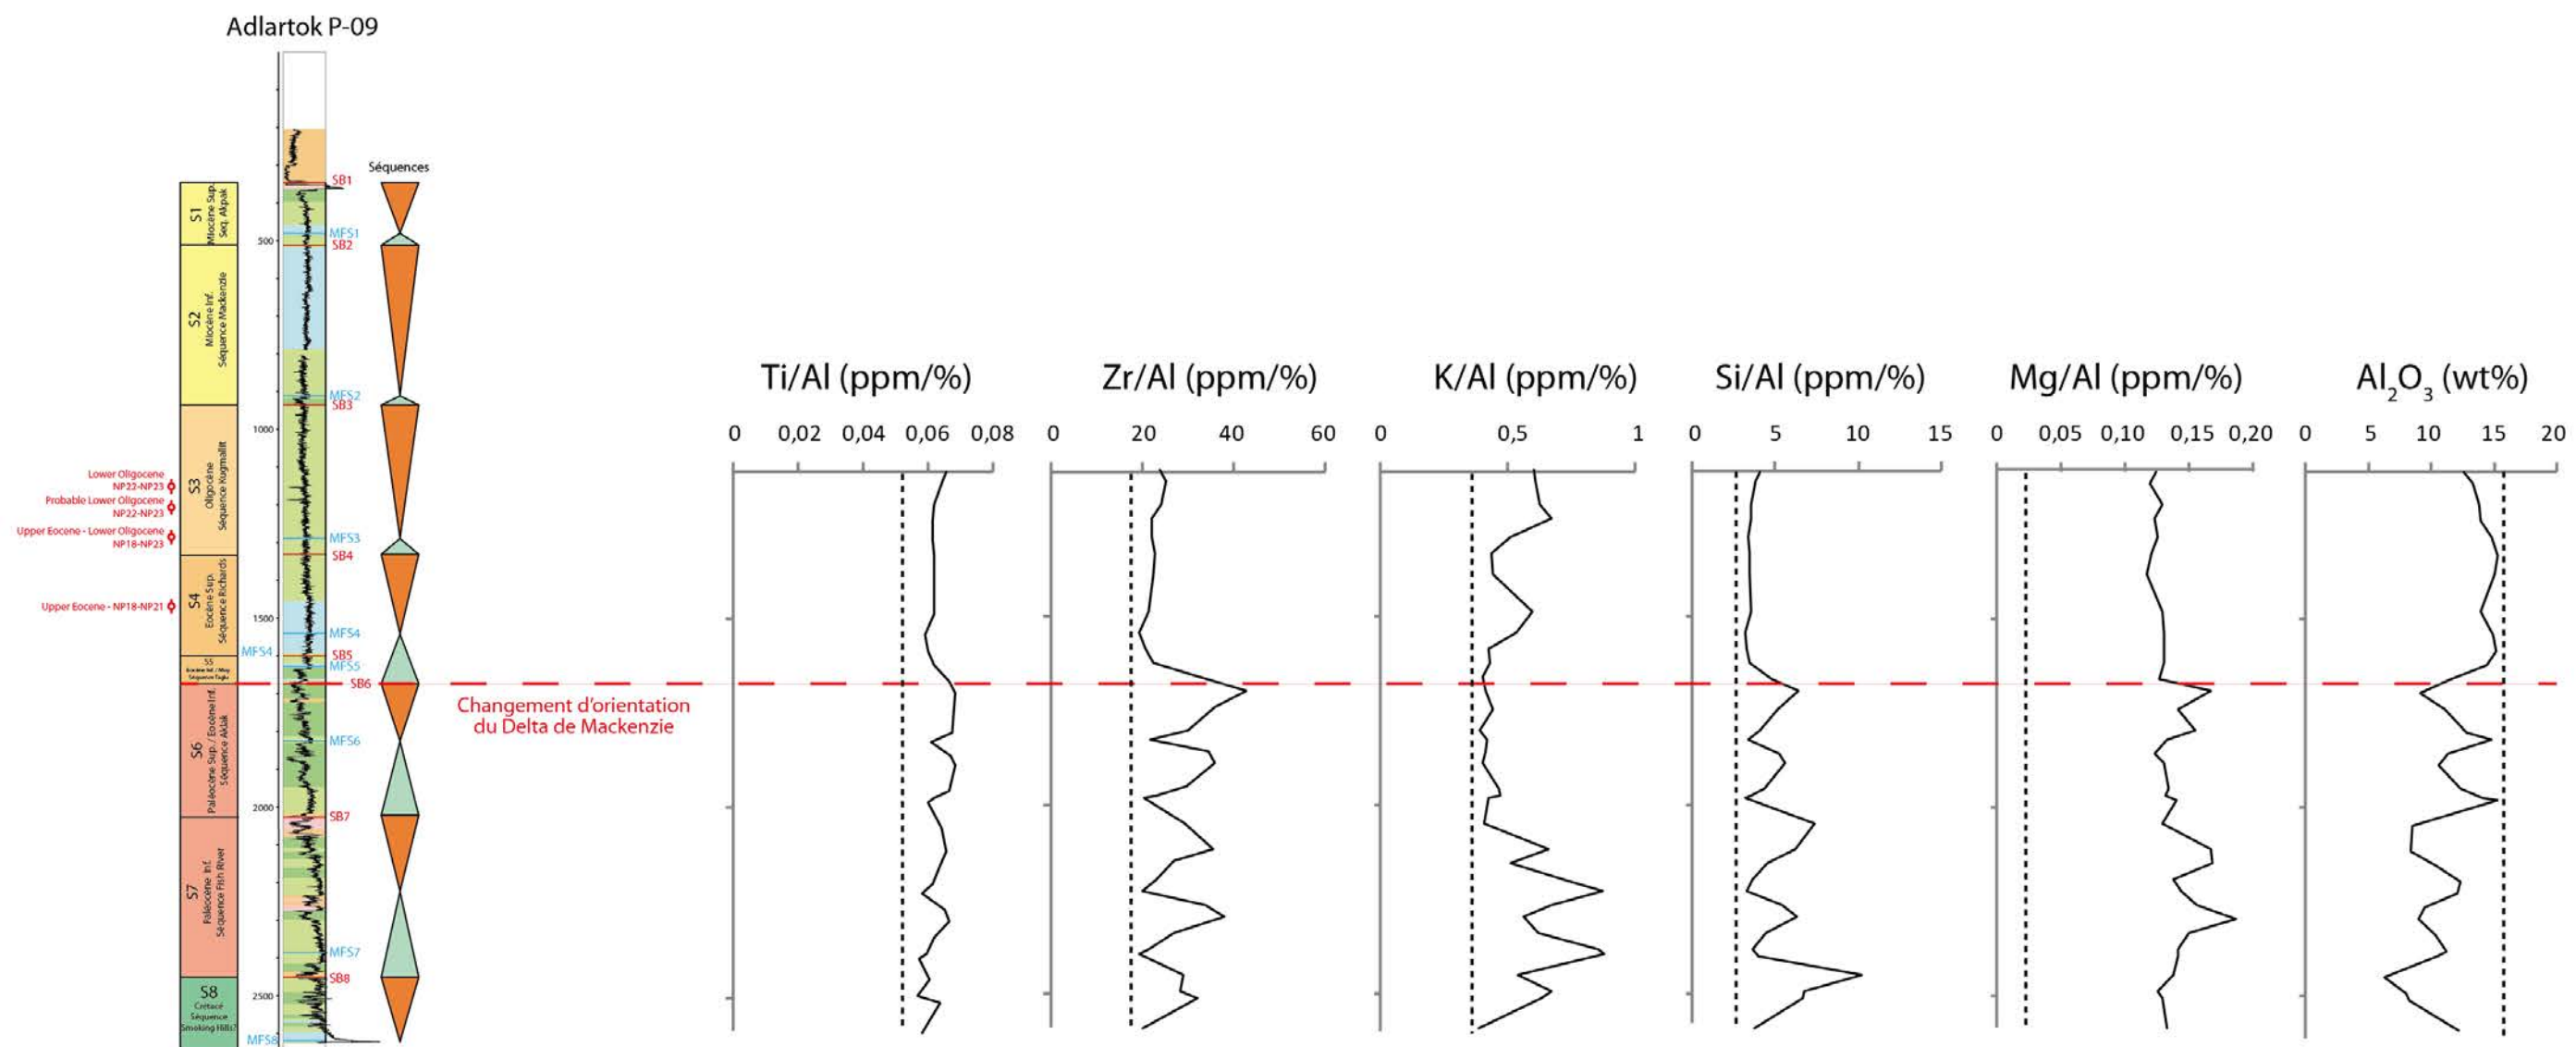 Adlartok P-09
Séquences
SB1
S1
Miocène Sup.
Seq. Akpak
MFS1
500
SB2
S2
Miocène Inf.
Séquence Mackenzie
MFS2
SB3
1000
S3
Oligocène
Séquence Kugmallit
Lower Oligocene
NP22-NP23
Probable Lower Oligocene
NP22-NP23
Upper Eocene - Lower Oligocene
NP18-NP23
MFS3
SB4
S4
Eocène Sup.
Séquence Richards
Upper Eocene - NP18-NP21
1500
MFS4
MFS4
SB5
S5
Eocène Inf. / Moy.
Séquence Taglu
MFS5
SB6
Changement d'orientation
du Delta de Mackenzie
S6
Paléocène Sup. / Eocène Inf.
Séquence Aklak
MFS6
2000
SB7
S7
Paléocène Inf.
Séquence Fish River
MFS7
SB8
S8
Crétacé
Séquence
Smoking Hills?
2500
MFS8
Ti/Al (ppm/%)
0 0,02 0,04 0,06 0,08
Zr/Al (ppm/%)
0 20 40 60
K/Al (ppm/%)
0 0,5 1
Si/Al (ppm/%)
0 5 10 15
Mg/Al (ppm/%)
0 0,05 0,10 0,15 0,20
Al2O3 (wt%)
0 5 10 15 20